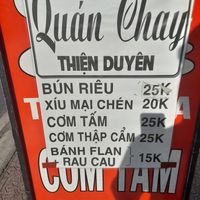 Quán Chay
THIỆN DUYÊN
BÚN RIÊU 25K
XÍU MẠI CHÉN 20K
CƠM TẤM 25K
CƠM THẬP CẨM 25K
BÁNH FLAN + RAU CAU 15K
CƠM TẤM